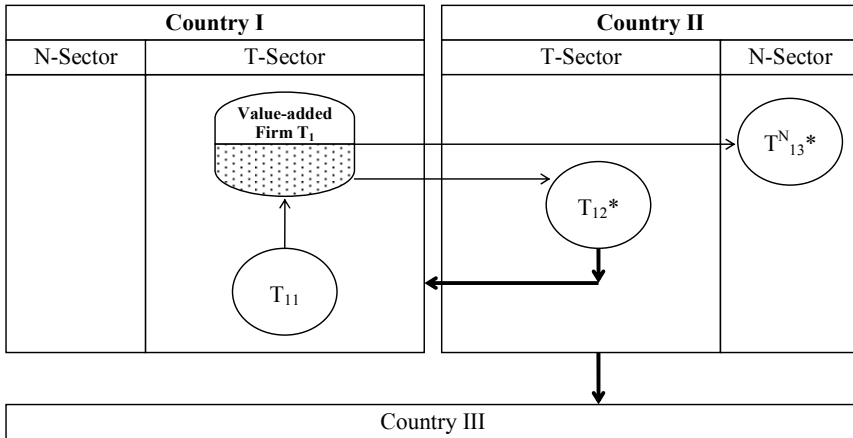 Country I
Country II
N-Sector
T-Sector
T-Sector
N-Sector
Value-added
Firm T₁
Tᴺ₁₃*
T₁₂*
T₁₁
Country III